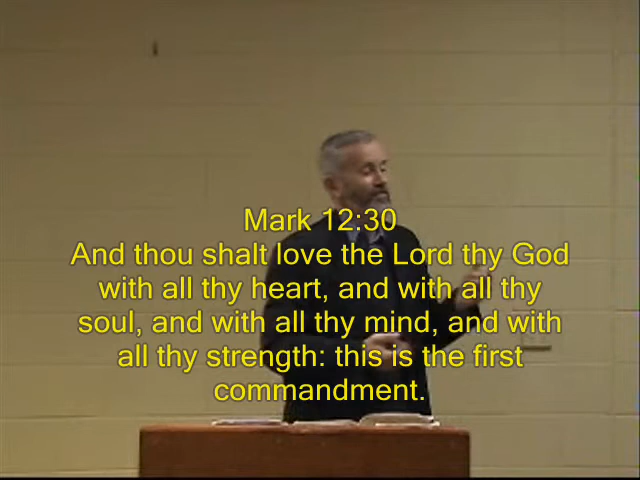 Mark 12:30
And thou shalt love the Lord thy God
with all thy heart, and with all thy
soul, and with all thy mind, and with
all thy strength: this is the first
commandment.